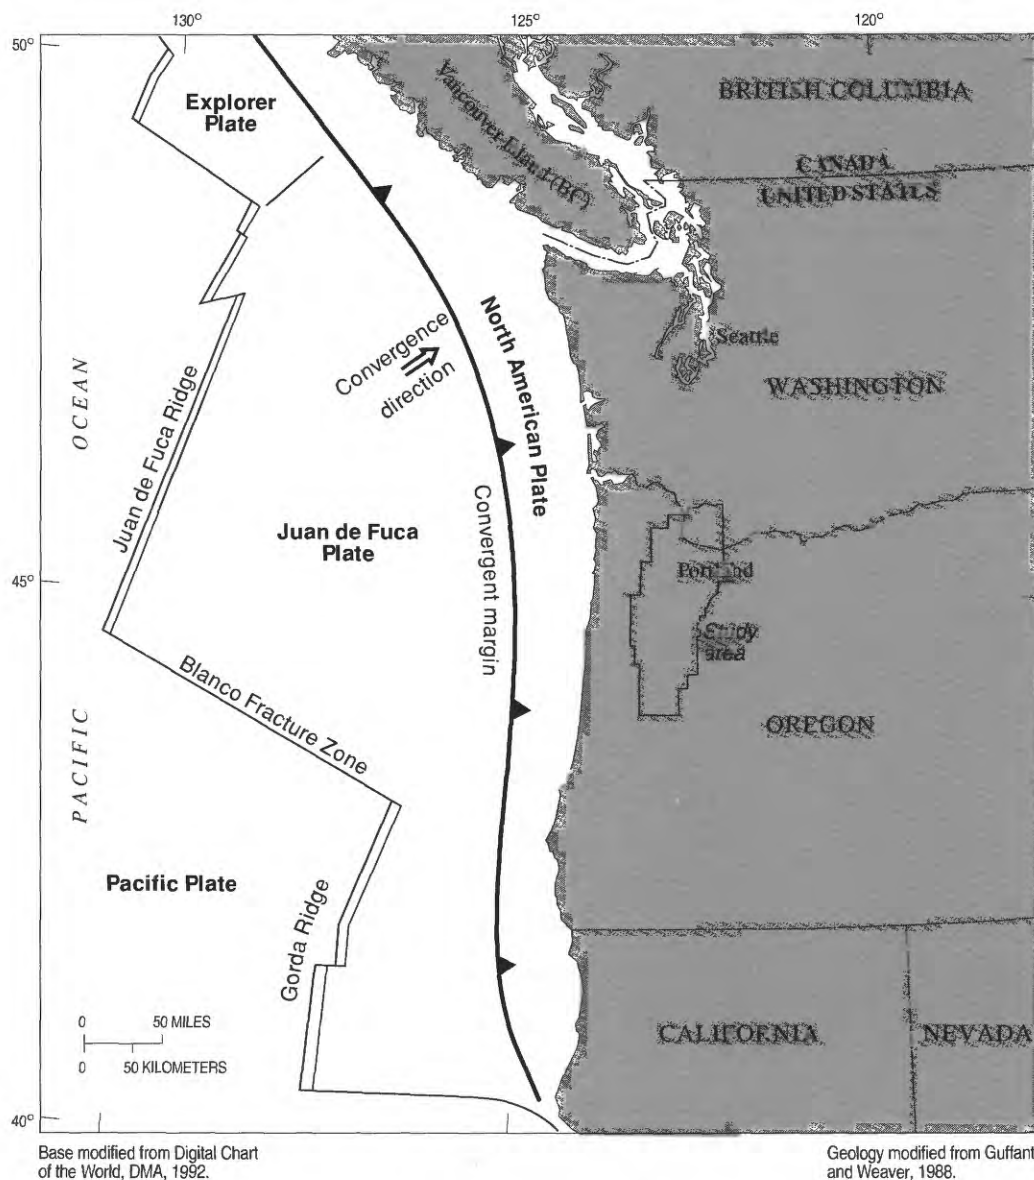 130°
125°
120°
50°
Explorer
Plate
Vancouver
(BC)
BRITISH COLUMBIA
CANADA
UNITED STATES
OCEAN
Juan de Fuca Ridge
Convergence
direction
North American Plate
Seattle
WASHINGTON
Juan de Fuca
Plate
Convergent margin
45°
Portland
Study
area
Blanco Fracture Zone
OREGON
PACIFIC
Pacific Plate
Gorda Ridge
0 50 MILES
0 50 KILOMETERS
CALIFORNIA
NEVADA
40°
Base modified from Digital Chart
of the World, DMA, 1992.
Geology modified from Guffant
and Weaver, 1988.